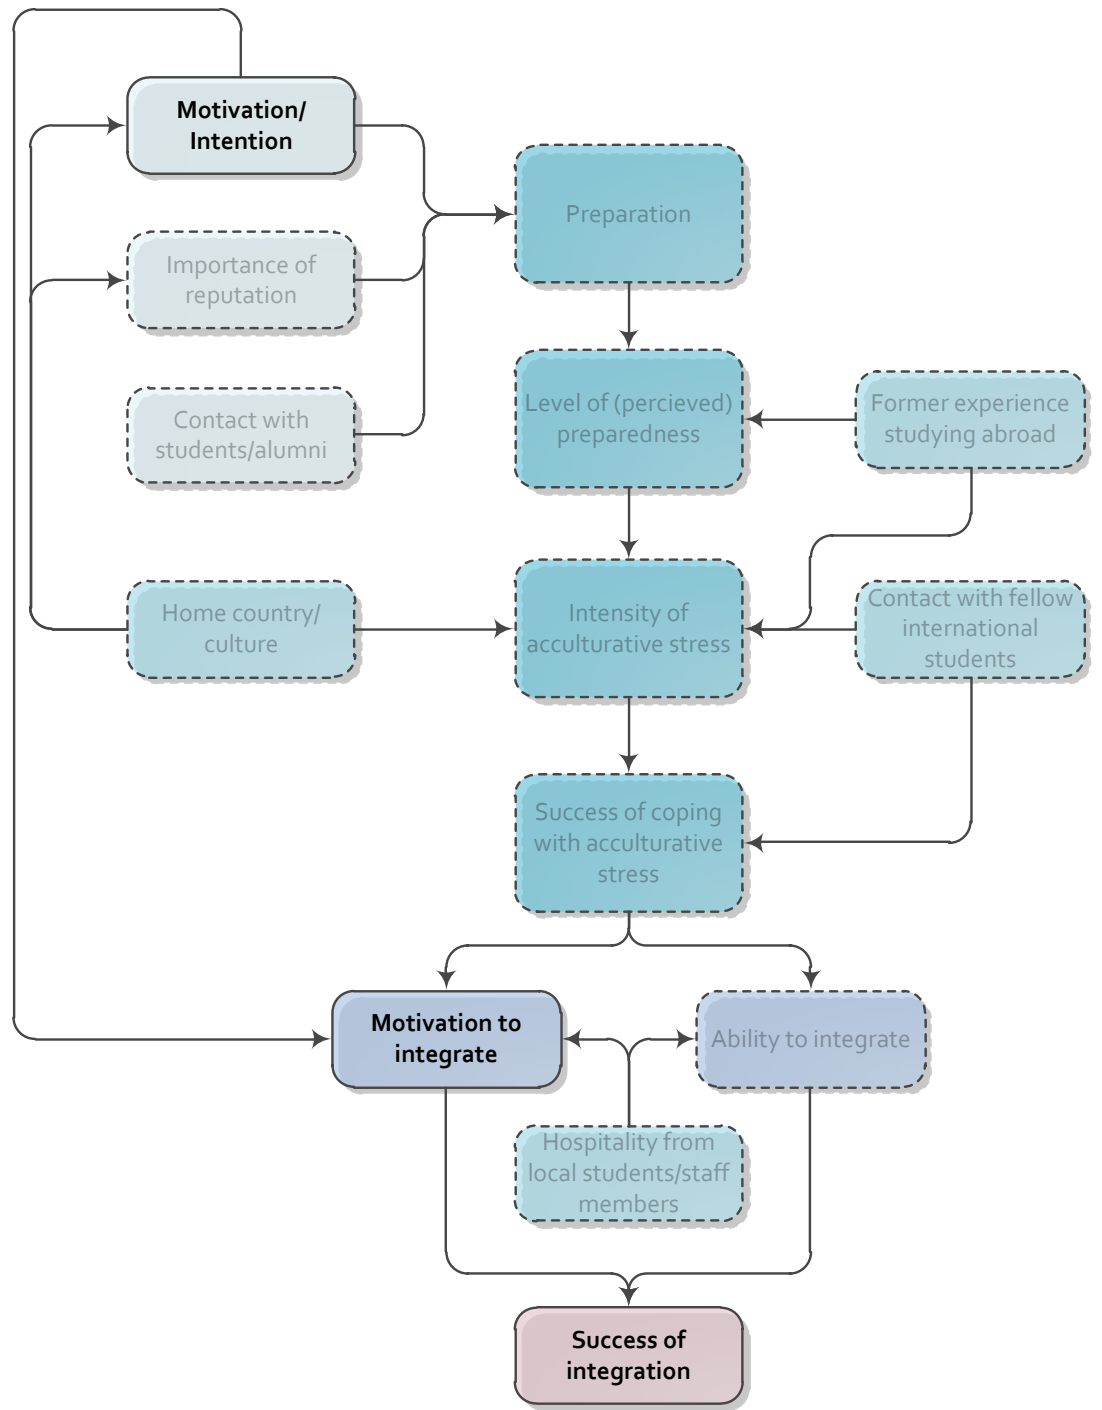 Motivation/
Intention
Preparation
Importance of
reputation
Level of (percieved)
preparedness
Former experience
studying abroad
Contact with
students/alumni
Home country/
culture
Intensity of
acculturative stress
Contact with fellow
international
students
Success of coping
with acculturative
stress
Motivation to
integrate
Ability to integrate
Hospitality from
local students/staff
members
Success of
integration